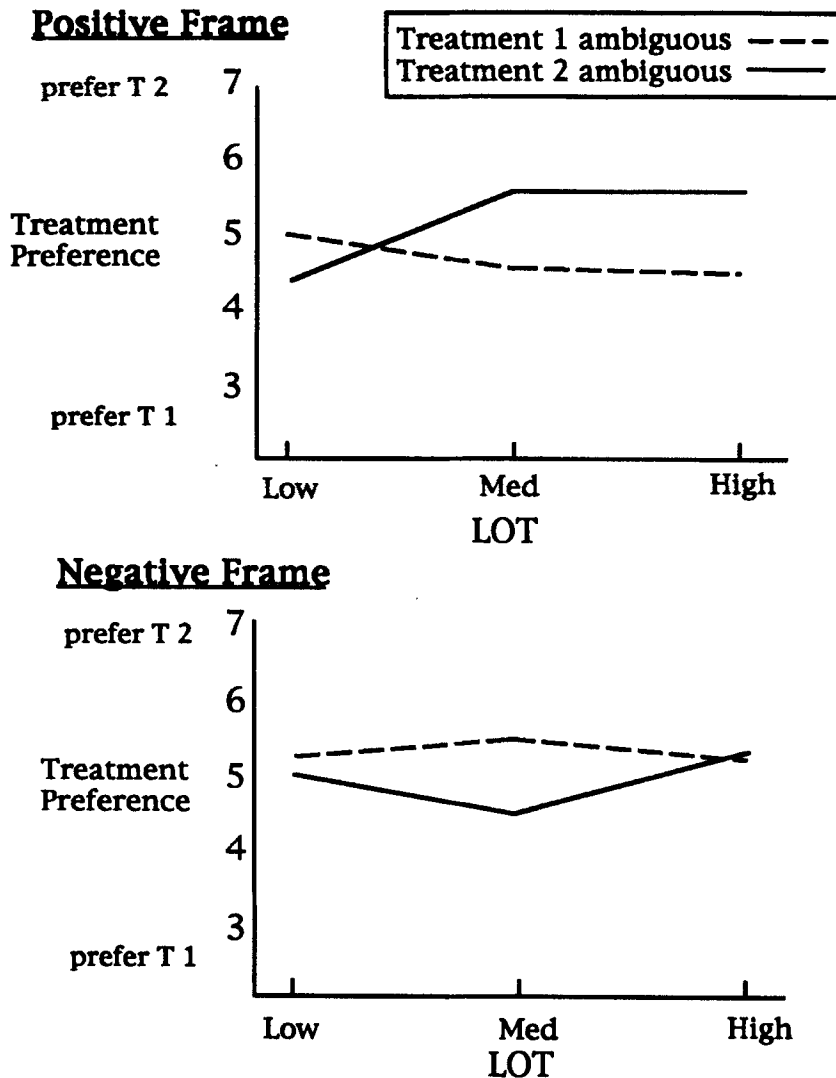 Positive Frame
Treatment 1 ambiguous
Treatment 2 ambiguous
prefer T 2
7
6
Treatment
Preference
5
4
3
prefer T 1
Low
Med
High
LOT
Negative Frame
prefer T 2
7
6
Treatment
Preference
5
4
3
prefer T 1
Low
Med
High
LOT